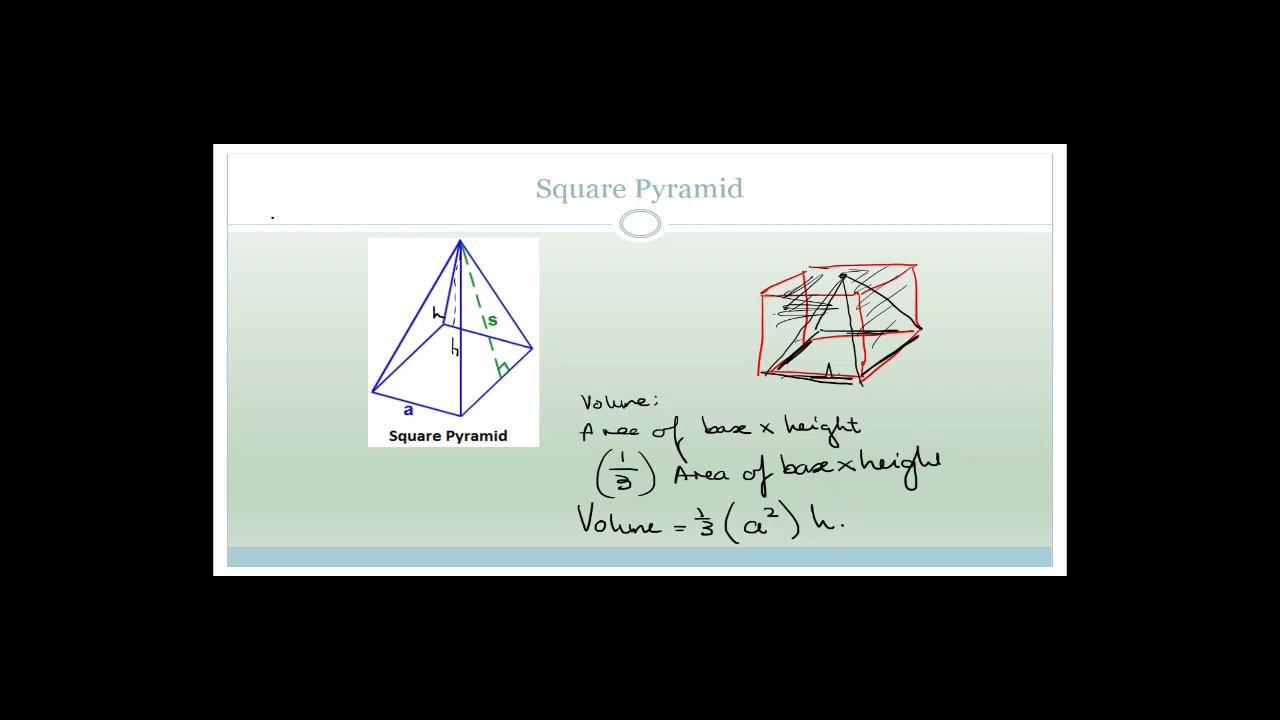 Square Pyramid
h
h
s
a
Square Pyramid
A
Volume:
Area of base x height
(1/3) Area of base x height
Volume = 1/3 (a²) h.